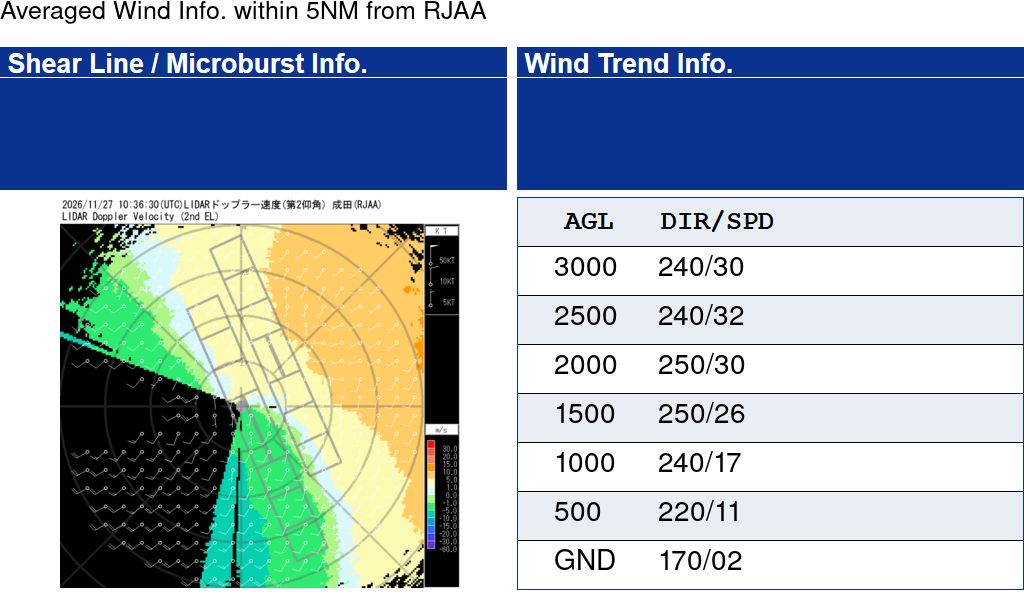 Averaged Wind Info. within 5NM from RJAA
Shear Line / Microburst Info.
Wind Trend Info.
2026/11/27 10:36:30(UTC)LIDARドップラー速度(第2仰角) 成田(RJAA)
LIDAR Doppler Velocity (2nd EL)
KT
50KT
10KT
5KT
m/s
30.0
20.0
15.0
10.0
5.0
1.0
0.0
-1.0
-5.0
-10.0
-15.0
-20.0
-30.0
-60.0
AGL DIR/SPD
3000 240/30
2500 240/32
2000 250/30
1500 250/26
1000 240/17
500 220/11
GND 170/02